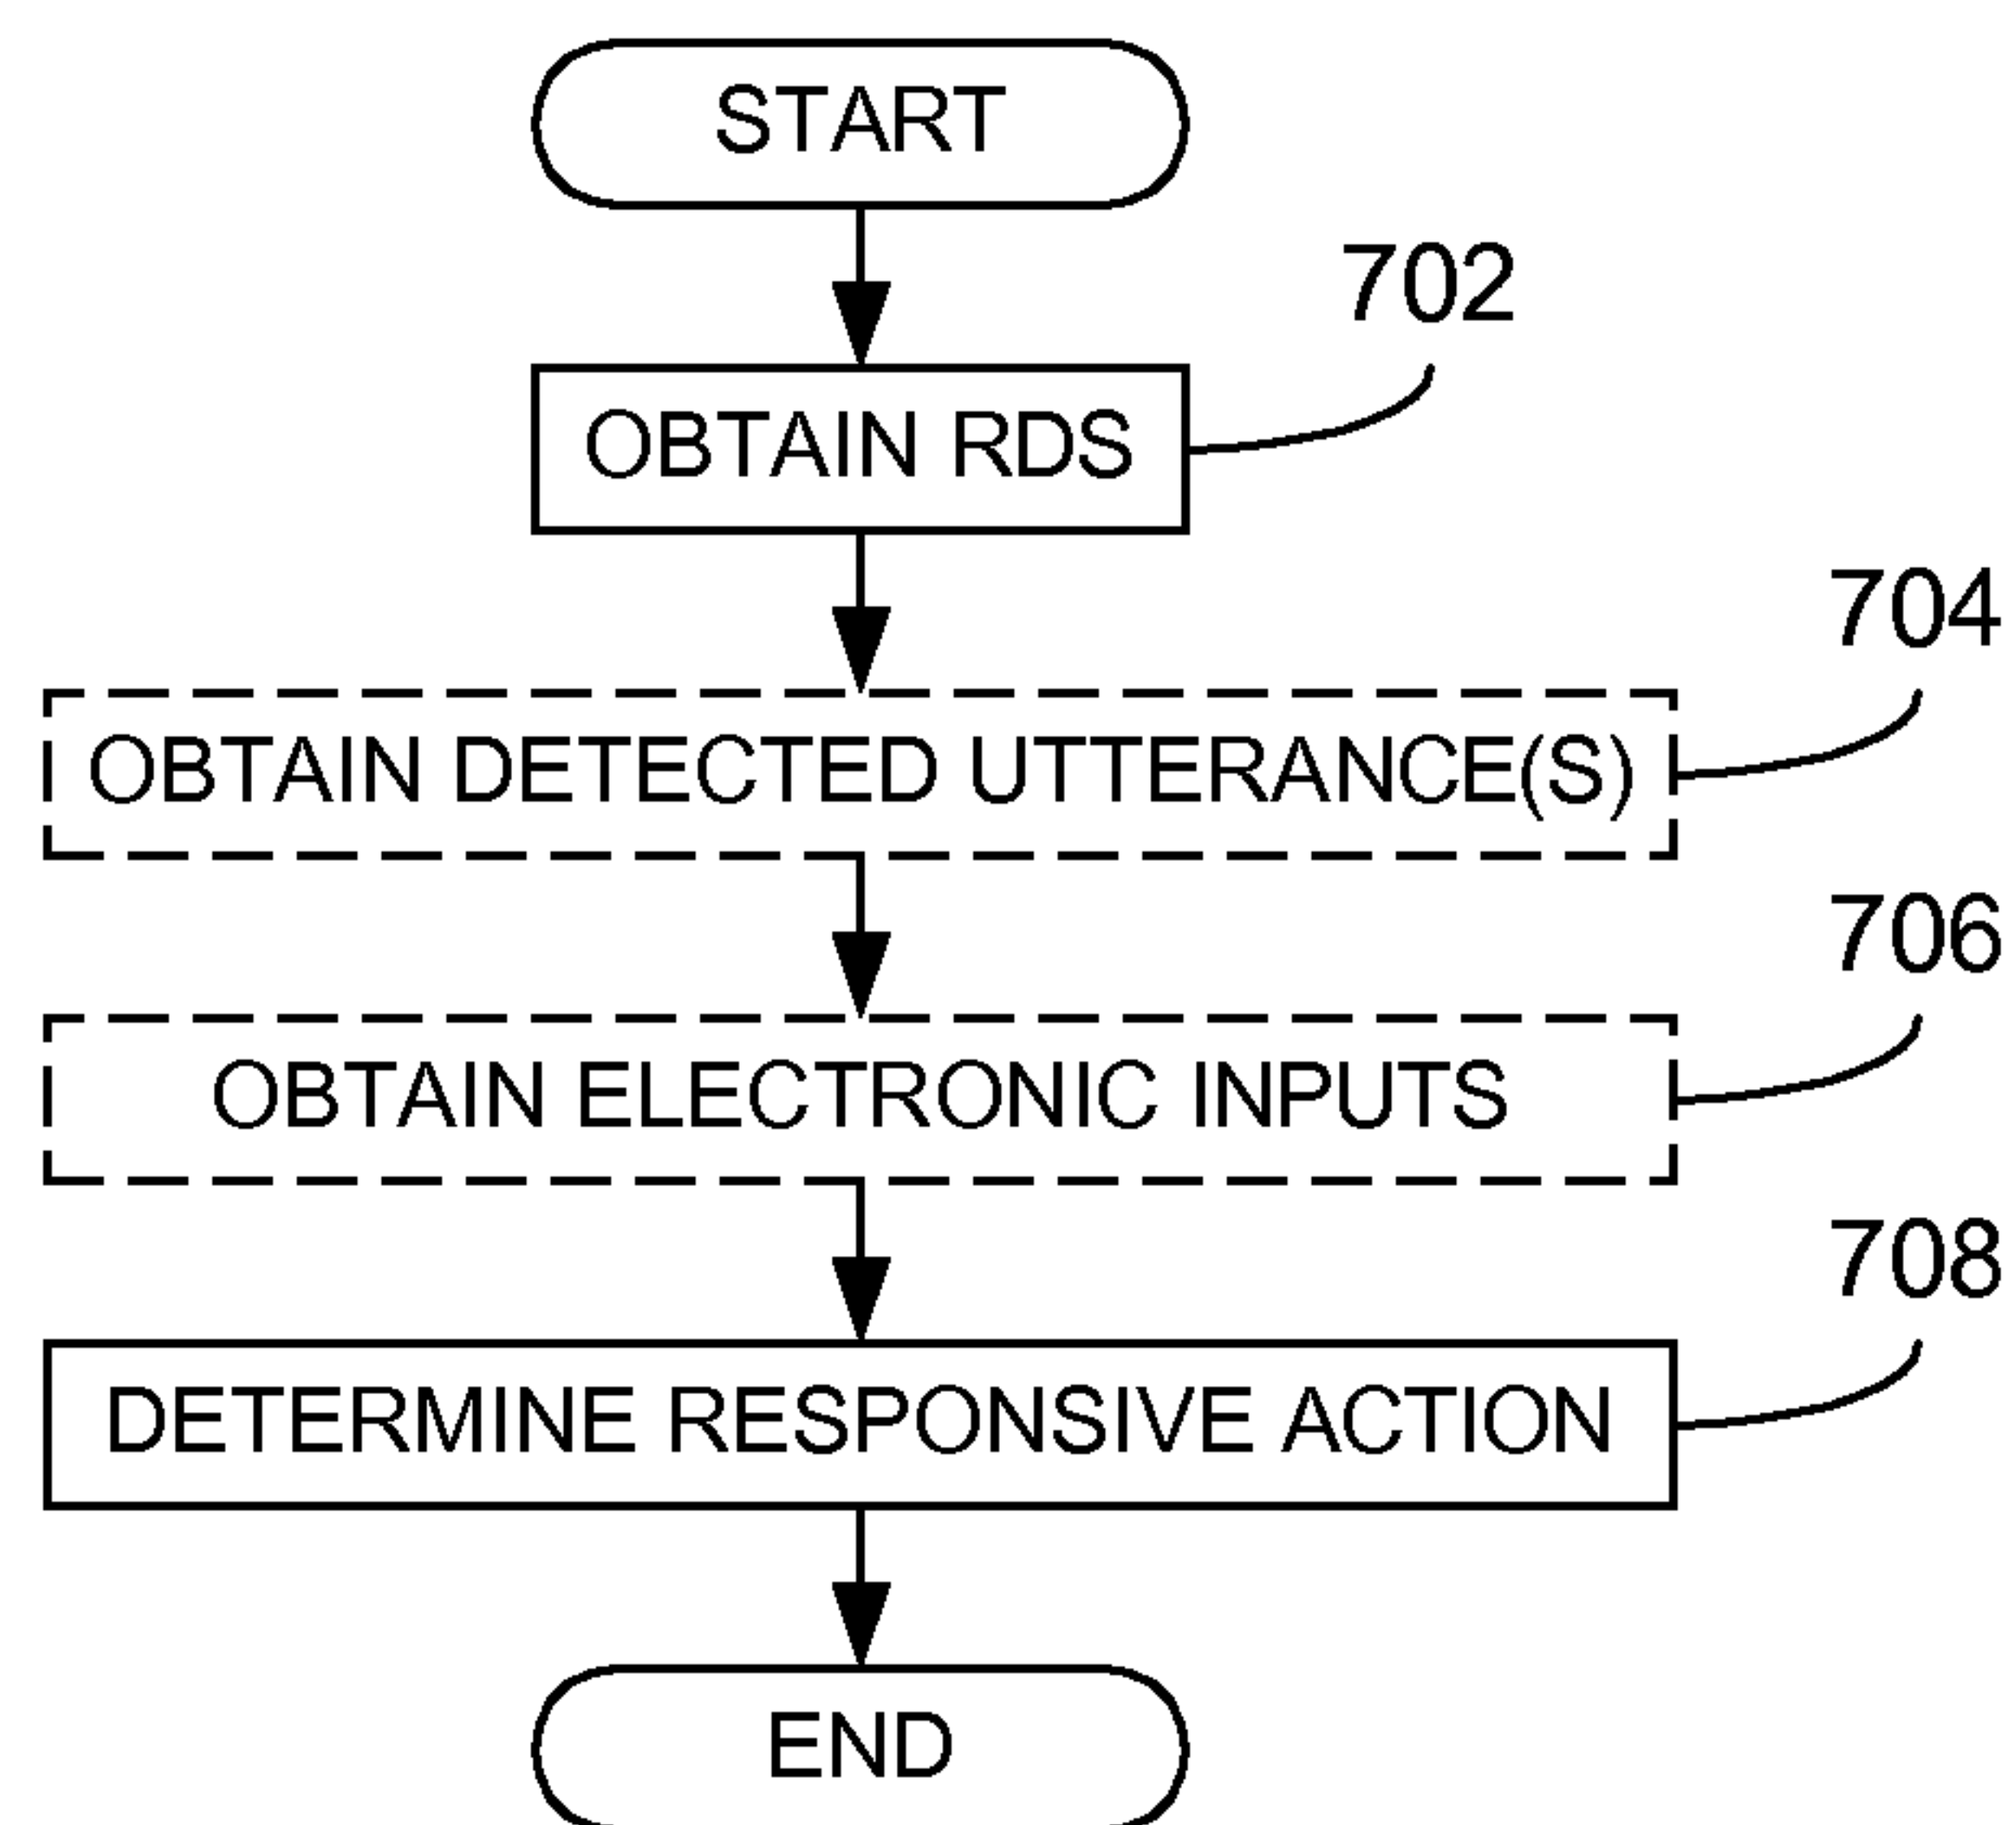 START
702
OBTAIN RDS
704
OBTAIN DETECTED UTTERANCE(S)
706
OBTAIN ELECTRONIC INPUTS
708
DETERMINE RESPONSIVE ACTION
END